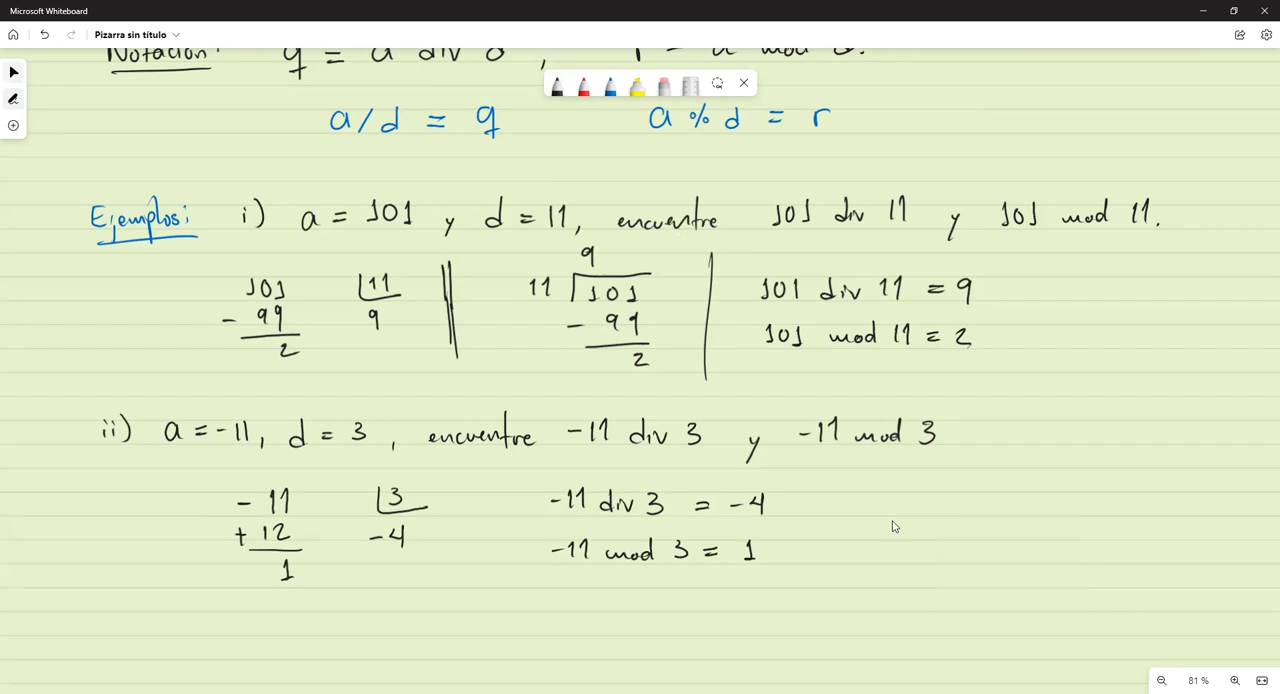 Microsoft Whiteboard
Pizarra sin título
Notación: q = a div d, r = a mod d.
a/d = q a % d = r
Ejemplos: i) a = 101 y d = 11, encuentre 101 div 11 y 101 mod 11.
9
101 11 11 101 101 div 11 = 9
- 99 9 - 99 101 mod 11 = 2
2 2
ii) a = -11, d = 3, encuentre -11 div 3 y -11 mod 3
- 11 3 -11 div 3 = -4
+ 12 -4 -11 mod 3 = 1
1
81 %